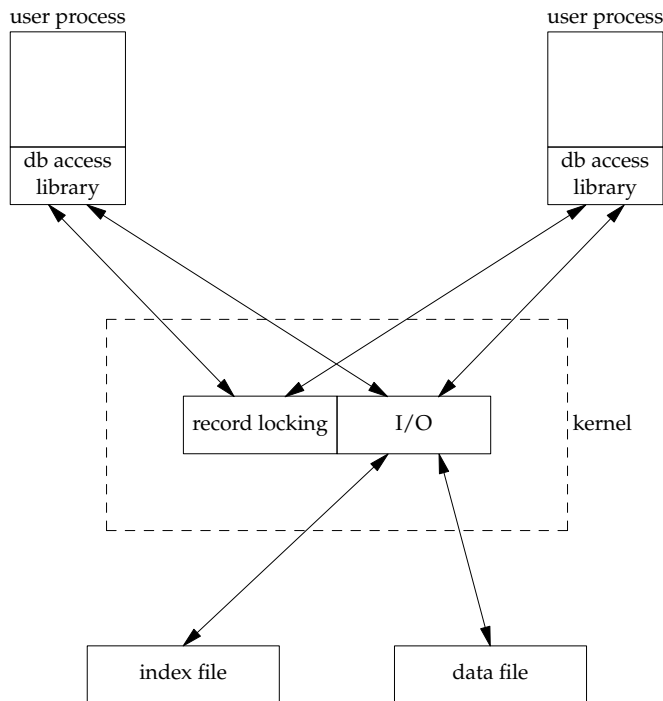 user process
user process
db access
library
db access
library
record locking
I/O
kernel
index file
data file